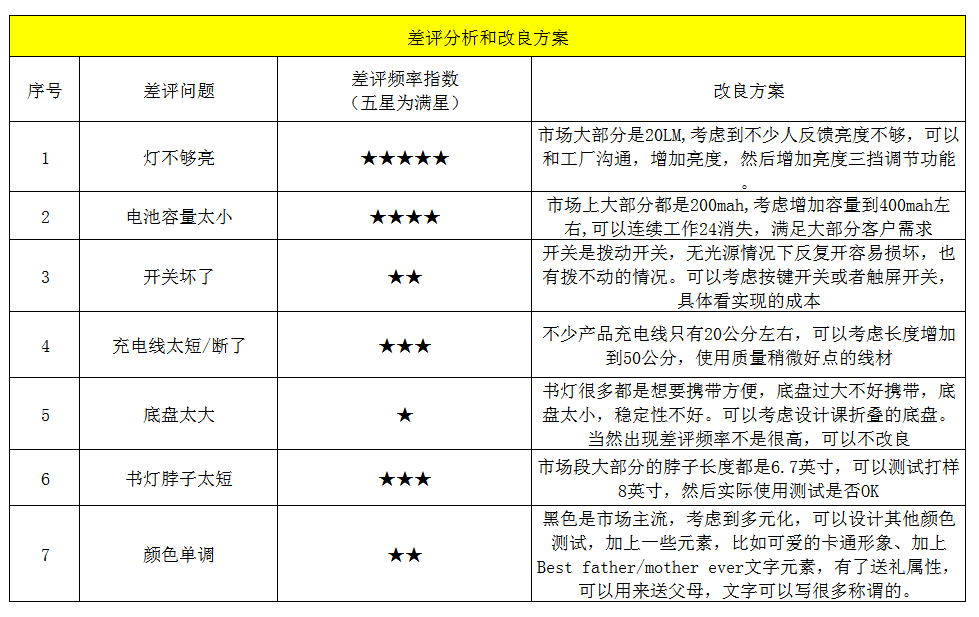 差评分析和改良方案
序号
差评问题
差评频率指数
（五星为满星）
改良方案
1
灯不够亮
★★★★★
市场大部分是20LM,考虑到不少人反馈亮度不够，可以
和工厂沟通，增加亮度，然后增加亮度三挡调节功能
。
2
电池容量太小
★★★★
市场上大部分都是200mah,考虑增加容量到400mah左
右,可以连续工作24消失，满足大部分客户需求
3
开关坏了
★★
开关是拨动开关，无光源情况下反复开容易损坏，也
有拨不动的情况。可以考虑按键开关或者触屏开关，
具体看实现的成本
4
充电线太短/断了
★★★
不少产品充电线只有20公分左右，可以考虑长度增加
到50公分，使用质量稍微好点的线材
5
底盘太大
★
书灯很多都是想要携带方便，底盘过大不好携带，底
盘太小，稳定性不好。可以考虑设计课折叠的底盘。
当然出现差评频率不是很高，可以不改良
6
书灯脖子太短
★★★
市场段大部分的脖子长度都是6.7英寸，可以测试打样
8英寸，然后实际使用测试是否OK
7
颜色单调
★★
黑色是市场主流，考虑到多元化，可以设计其他颜色
测试，加上一些元素，比如可爱的卡通形象、加上
Best father/mother ever文字元素，有了送礼属性，
可以用来送父母，文字可以写很多称谓的。